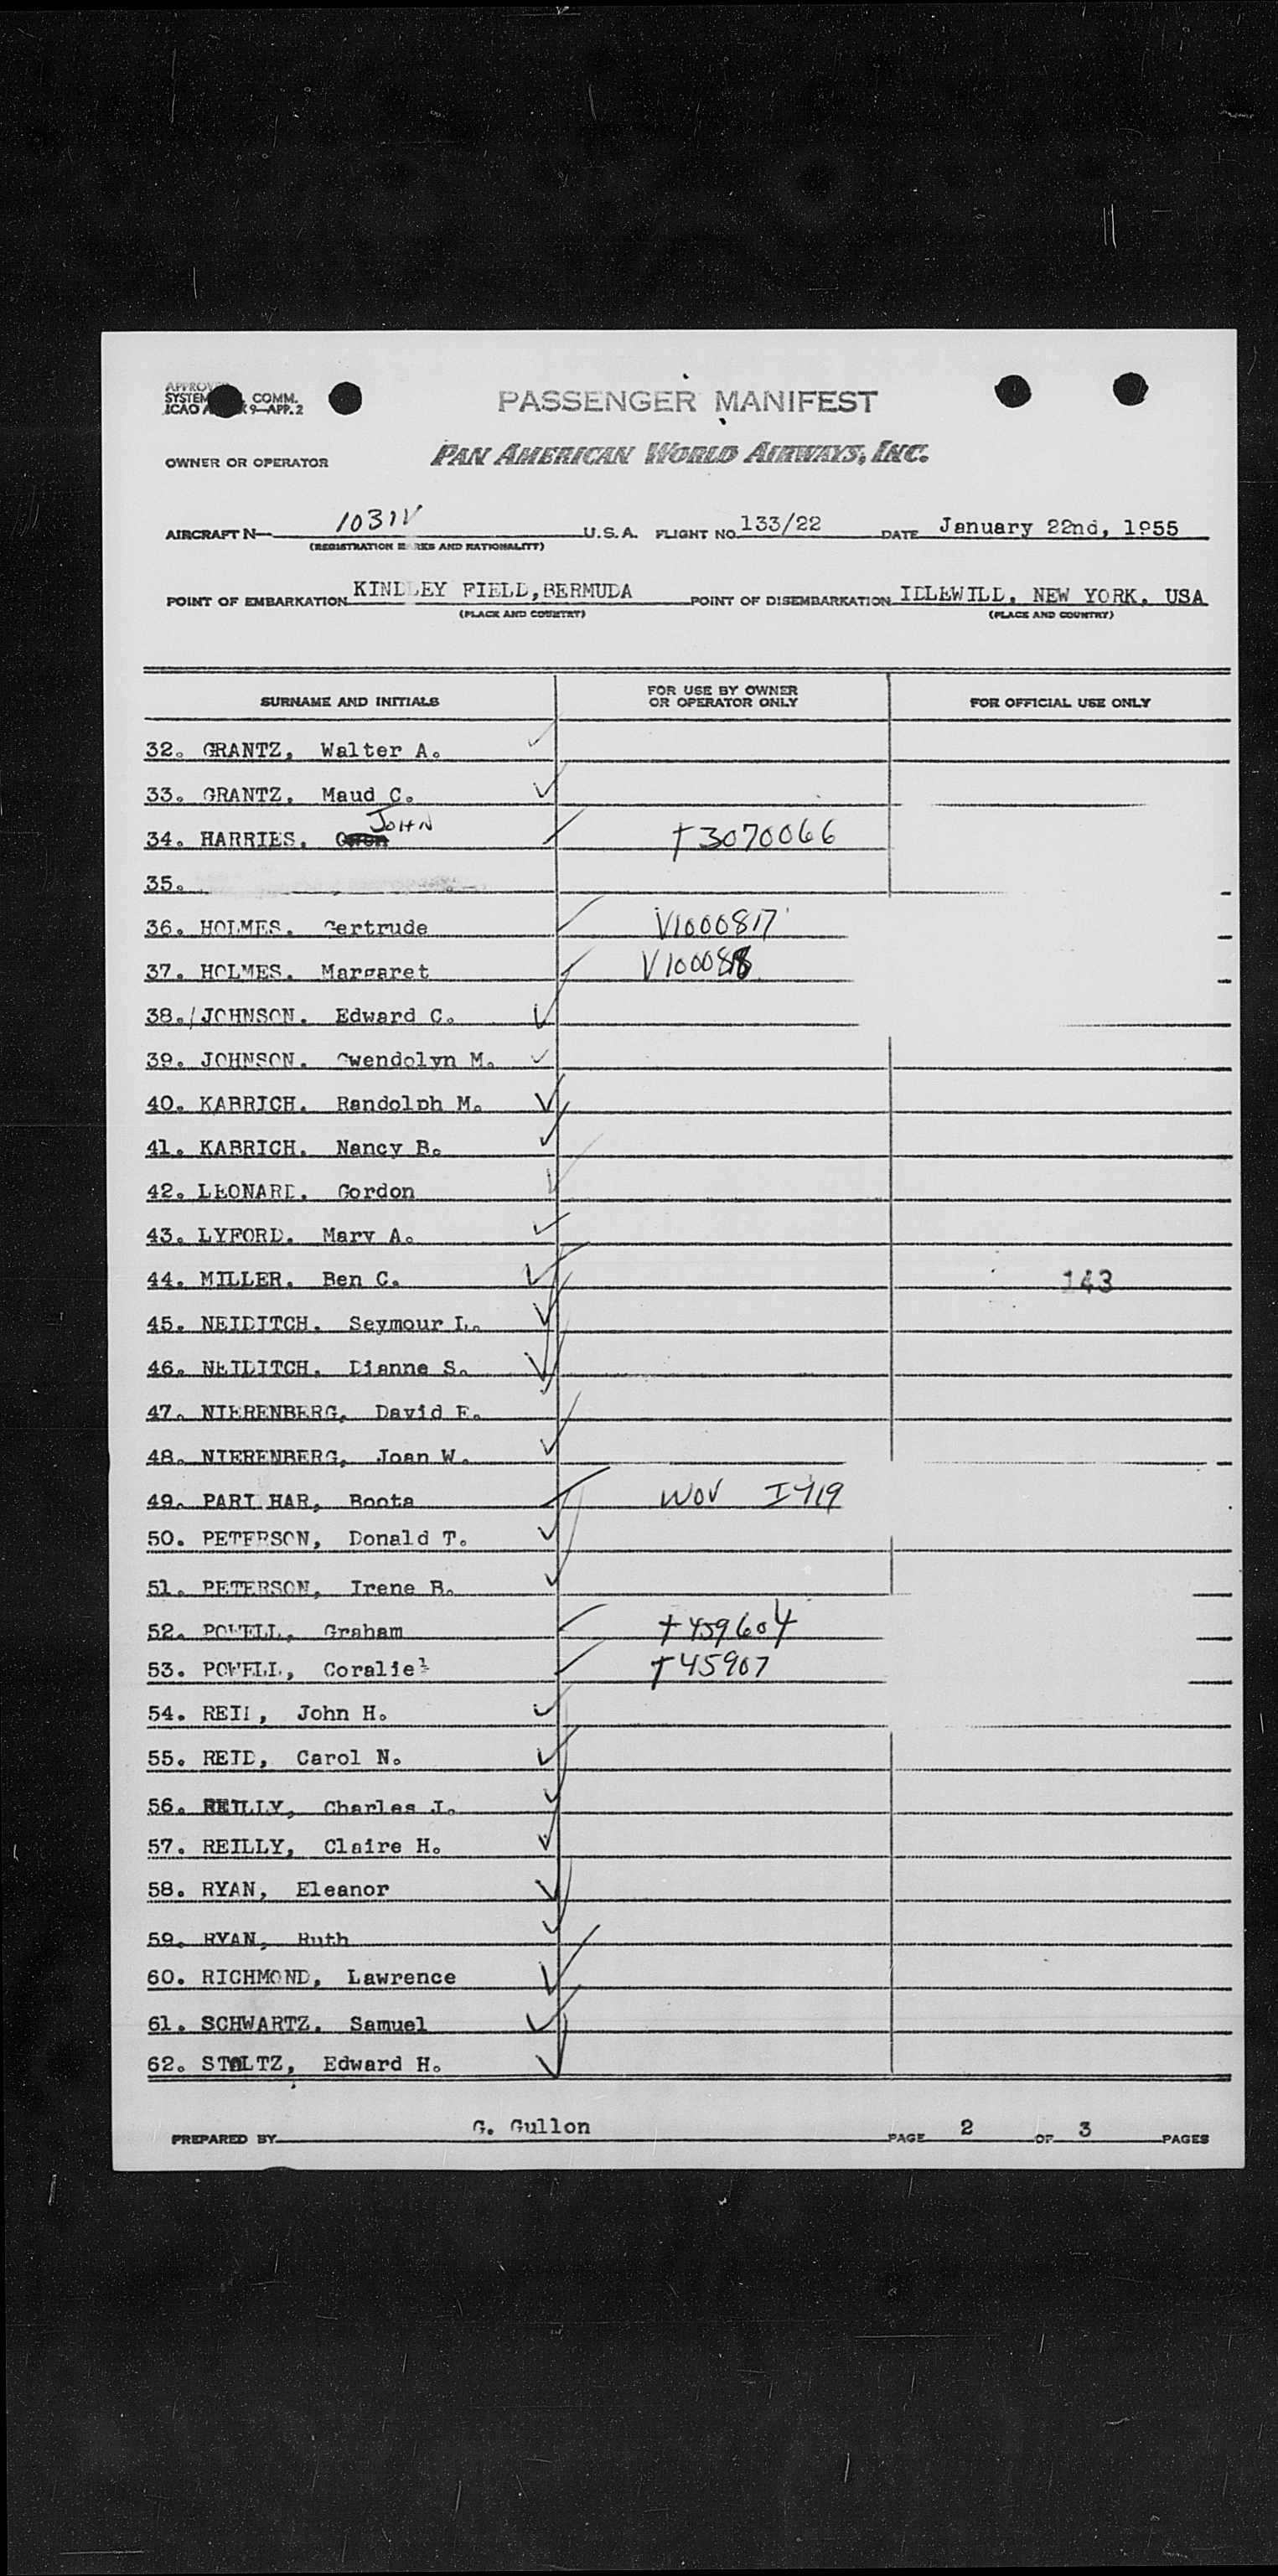 SYSTEM COMM.
ICAO 9—APP. 2
PASSENGER MANIFEST
OWNER OR OPERATOR PAN AMERICAN WORLD AIRWAYS, INC.
AIRCRAFT N— 1031V U.S.A. FLIGHT NO. 133/22 DATE January 22nd, 1955
(REGISTRATION MARKS AND NATIONALITY)
POINT OF EMBARKATION KINDLEY FIELD, BERMUDA POINT OF DISEMBARKATION IDLEWILD, NEW YORK, USA
(PLACE AND COUNTRY) (PLACE AND COUNTRY)
SURNAME AND INITIALS FOR USE BY OWNER OR OPERATOR ONLY FOR OFFICIAL USE ONLY
32. GRANTZ, Walter A.
33. GRANTZ, Maud C.
34. HARRIES, JOHN T3070066
35.
36. HOLMES, Gertrude V1000817
37. HOLMES, Margaret
38. JOHNSON, Edward C.
39. JOHNSON, Gwendolyn M.
40. KABRICH, Randolph M.
41. KABRICH, Nancy B.
42. LEONARD, Gordon
43. LYFORD, Mary A.
44. MILLER, Ben C. 143
45. NEIDITCH, Seymour L.
46. NEIDITCH, Dianne S.
47. NIERENBERG, David E.
48. NIERENBERG, Joan W.
49. PART HAR, Boota WOV I419
50. PETERSON, Donald T.
51. PETERSON, Irene B.
52. POWELL, Graham T459604
53. POWELL, Coralie T45907
54. REID, John H.
55. REID, Carol N.
56. REILLY, Charles J.
57. REILLY, Claire H.
58. RYAN, Eleanor
59. RYAN, Ruth
60. RICHMOND, Lawrence
61. SCHWARTZ, Samuel
62. STOLTZ, Edward H.
PREPARED BY G. Gullon PAGE 2 OF 3 PAGES